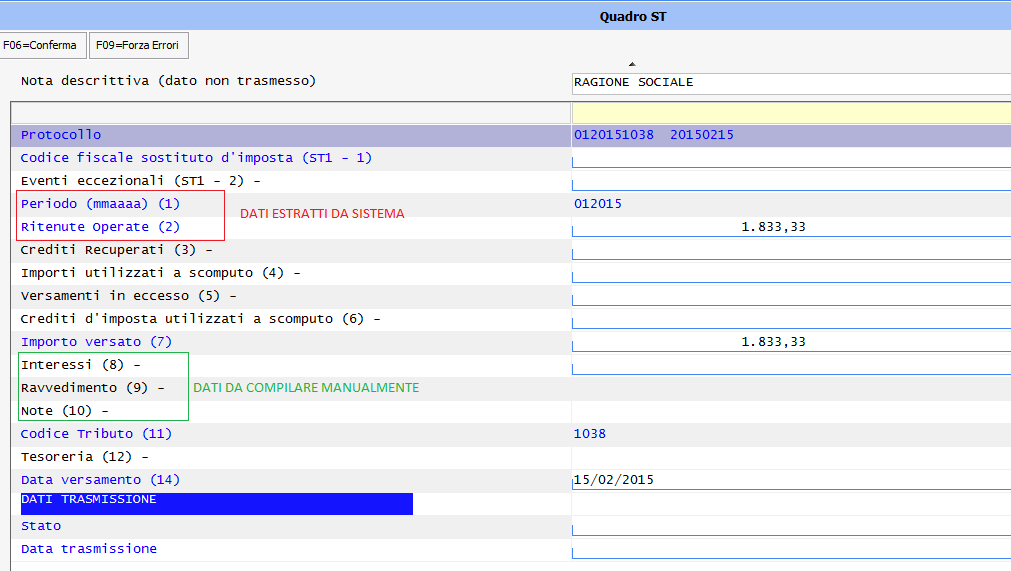 Quadro ST
F06=Conferma F09=Forza Errori
Nota descrittiva (dato non trasmesso) RAGIONE SOCIALE
Protocollo 0120151038 20150215
Codice fiscale sostituto d'imposta (ST1 - 1)
Eventi eccezionali (ST1 - 2) -
Periodo (mmaaaa) (1) 012015
DATI ESTRATTI DA SISTEMA
Ritenute Operate (2) 1.833,33
Crediti Recuperati (3) -
Importi utilizzati a scomputo (4) -
Versamenti in eccesso (5) -
Crediti d'imposta utilizzati a scomputo (6) -
Importo versato (7) 1.833,33
Interessi (8) -
Ravvedimento (9) - DATI DA COMPILARE MANUALMENTE
Note (10) -
Codice Tributo (11) 1038
Tesoreria (12) -
Data versamento (14) 15/02/2015
DATI TRASMISSIONE
Stato
Data trasmissione